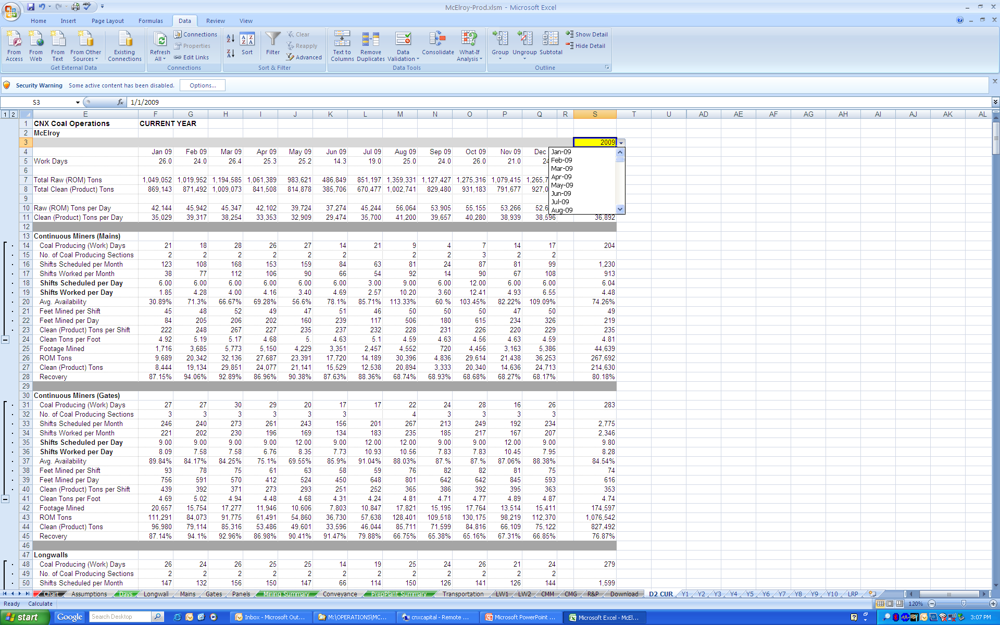 McElroy-Prod.xlsm - Microsoft Excel
Home Insert Page Layout Formulas Data Review View
From Access From Web From Text From Other Sources Existing Connections Refresh All Connections Properties Edit Links Sort Filter Clear Reapply Advanced Text to Columns Remove Duplicates Data Validation Consolidate What-If Analysis Group Ungroup Subtotal Show Detail Hide Detail
Get External Data Connections Sort & Filter Data Tools Outline
Security Warning Some active content has been disabled. Options...
S3 fx 1/1/2009
1 2 E F G H I J K L M N O P Q R S T U AD AE AF AG AH AI AJ AK AL
1 CNX Coal Operations CURRENT YEAR
2 McElroy
3 2009
4 Jan 09 Feb 09 Mar 09 Apr 09 May 09 Jun 09 Jul 09 Aug 09 Sep 09 Oct 09 Nov 09 Dec
5 Work Days 26.0 24.0 26.4 25.3 25.2 14.3 19.0 25.0 24.0 26.0 21.0 24
6
7 Total Raw (ROM) Tons 1,049,052 1,019,952 1,194,585 1,061,389 983,621 486,849 851,197 1,359,331 1,127,427 1,275,316 1,079,415 1,265,7
8 Total Clean (Product) Tons 869,143 871,492 1,009,073 841,508 814,878 385,706 670,477 1,002,741 829,480 931,183 791,677 927,0
9
10 Raw (ROM) Tons per Day 42,144 45,942 45,347 42,102 39,724 37,274 45,244 56,064 53,905 55,155 53,266 52,6
11 Clean (Product) Tons per Day 35,029 39,317 38,254 33,353 32,909 29,474 35,700 41,200 39,657 40,280 38,939 38,596 36,892
Jan-09
Feb-09
Mar-09
Apr-09
May-09
Jun-09
Jul-09
Aug-09
12
13 Continuous Miners (Mains)
14 Coal Producing (Work) Days 21 18 28 26 27 14 21 9 4 7 14 17 204
15 No. of Coal Producing Sections 2 2 2 2 2 2 2 2 3 2 2
16 Shifts Scheduled per Month 123 108 168 153 159 84 63 81 24 87 81 99 1,230
17 Shifts Worked per Month 38 77 112 106 90 66 54 92 14 90 67 108 913
18 Shifts Scheduled per Day 6.00 6.00 6.00 6.00 6.00 6.00 3.00 9.00 6.00 12.00 6.00 6.00 6.04
19 Shifts Worked per Day 1.85 4.28 4.00 4.16 3.40 4.69 2.57 10.20 3.60 12.41 4.93 6.55 4.48
20 Avg. Availability 30.89% 71.3% 66.67% 69.28% 56.6% 78.1% 85.71% 113.33% 60.% 103.45% 82.22% 109.09% 74.26%
21 Feet Mined per Shift 45 48 52 49 47 51 46 50 50 50 47 50 49
22 Feet Mined per Day 84 205 206 202 160 239 117 506 180 615 234 326 219
23 Clean (Product) Tons per Shift 222 248 267 227 235 237 232 228 231 226 220 229 235
24 Clean Tons per Foot 4.92 5.19 5.17 4.68 5. 4.63 5.1 4.59 4.63 4.56 4.63 4.59 4.81
25 Footage Mined 1,716 3,685 5,773 5,150 4,229 3,351 2,457 4,552 720 4,456 3,163 5,386 44,639
26 ROM Tons 9,689 20,342 32,136 27,687 23,391 17,720 14,189 30,396 4,836 29,614 21,438 36,253 267,692
27 Clean (Product) Tons 8,444 19,134 29,851 24,077 21,141 15,529 12,538 20,894 3,333 20,340 14,636 24,713 214,630
28 Recovery 87.15% 94.06% 92.89% 86.96% 90.38% 87.63% 88.36% 68.74% 68.93% 68.68% 68.27% 68.17% 80.18%
29
30 Continuous Miners (Gates)
31 Coal Producing (Work) Days 27 27 30 29 20 17 17 22 24 28 16 26 283
32 No. of Coal Producing Sections 3 3 3 3 3 3 4 3 3 3 3
33 Shifts Scheduled per Month 246 240 273 261 243 156 201 267 213 249 192 234 2,775
34 Shifts Worked per Month 221 202 230 196 169 134 183 235 185 217 167 207 2,346
35 Shifts Scheduled per Day 9.00 9.00 9.00 9.00 12.00 9.00 12.00 12.00 9.00 9.00 12.00 9.00 9.80
36 Shifts Worked per Day 8.09 7.58 7.58 6.76 8.35 7.73 10.93 10.56 7.83 7.83 10.45 7.95 8.28
37 Avg. Availability 89.84% 84.17% 84.25% 75.1% 69.55% 85.9% 91.04% 88.03% 87.% 87.% 87.06% 88.38% 84.54%
38 Feet Mined per Shift 93 78 75 61 63 58 59 76 82 82 81 75 74
39 Feet Mined per Day 756 591 570 412 524 450 648 801 642 642 845 593 616
40 Clean (Product) Tons per Shift 439 392 371 273 293 251 252 365 386 392 395 363 353
41 Clean Tons per Foot 4.69 5.02 4.94 4.48 4.68 4.31 4.24 4.81 4.71 4.77 4.89 4.87 4.74
42 Footage Mined 20,657 15,754 17,277 11,946 10,606 7,803 10,847 17,821 15,195 17,764 13,514 15,411 174,597
43 ROM Tons 111,291 84,073 91,775 61,491 54,860 36,730 57,638 128,401 109,518 130,175 98,219 112,370 1,076,542
44 Clean (Product) Tons 96,980 79,114 85,316 53,486 49,601 33,596 46,044 85,711 71,599 84,816 66,109 75,122 827,492
45 Recovery 87.14% 94.1% 92.96% 86.98% 90.41% 91.47% 79.88% 66.75% 65.38% 65.16% 67.31% 66.85% 76.87%
46
47 Longwalls
48 Coal Producing (Work) Days 26 24 26 25 25 14 19 25 24 26 21 24 279
49 No. of Coal Producing Sections 2 2 2 2 2 2 2 2 2 2 2 2
50 Shifts Scheduled per Month 147 132 156 150 147 66 114 150 126 141 126 144 1,599
Chart Assumptions Days Longwall Mains Gates Panels Mining Summary Conveyance PrepPlant Summary Transportation LW1 LW2 CMM CMG R&P Download D2 CUR Y1 Y2 Y3 Y4 Y5 Y6 Y7 Y8 Y9 Y10 LRP
Ready Calculate 120%
start Google Search Desktop Inbox - Microsoft Out... M:\OPERATIONS\MC... cnxcapital - Remote ... Microsoft PowerPoint ... Microsoft Excel - McEl... 3:07 PM